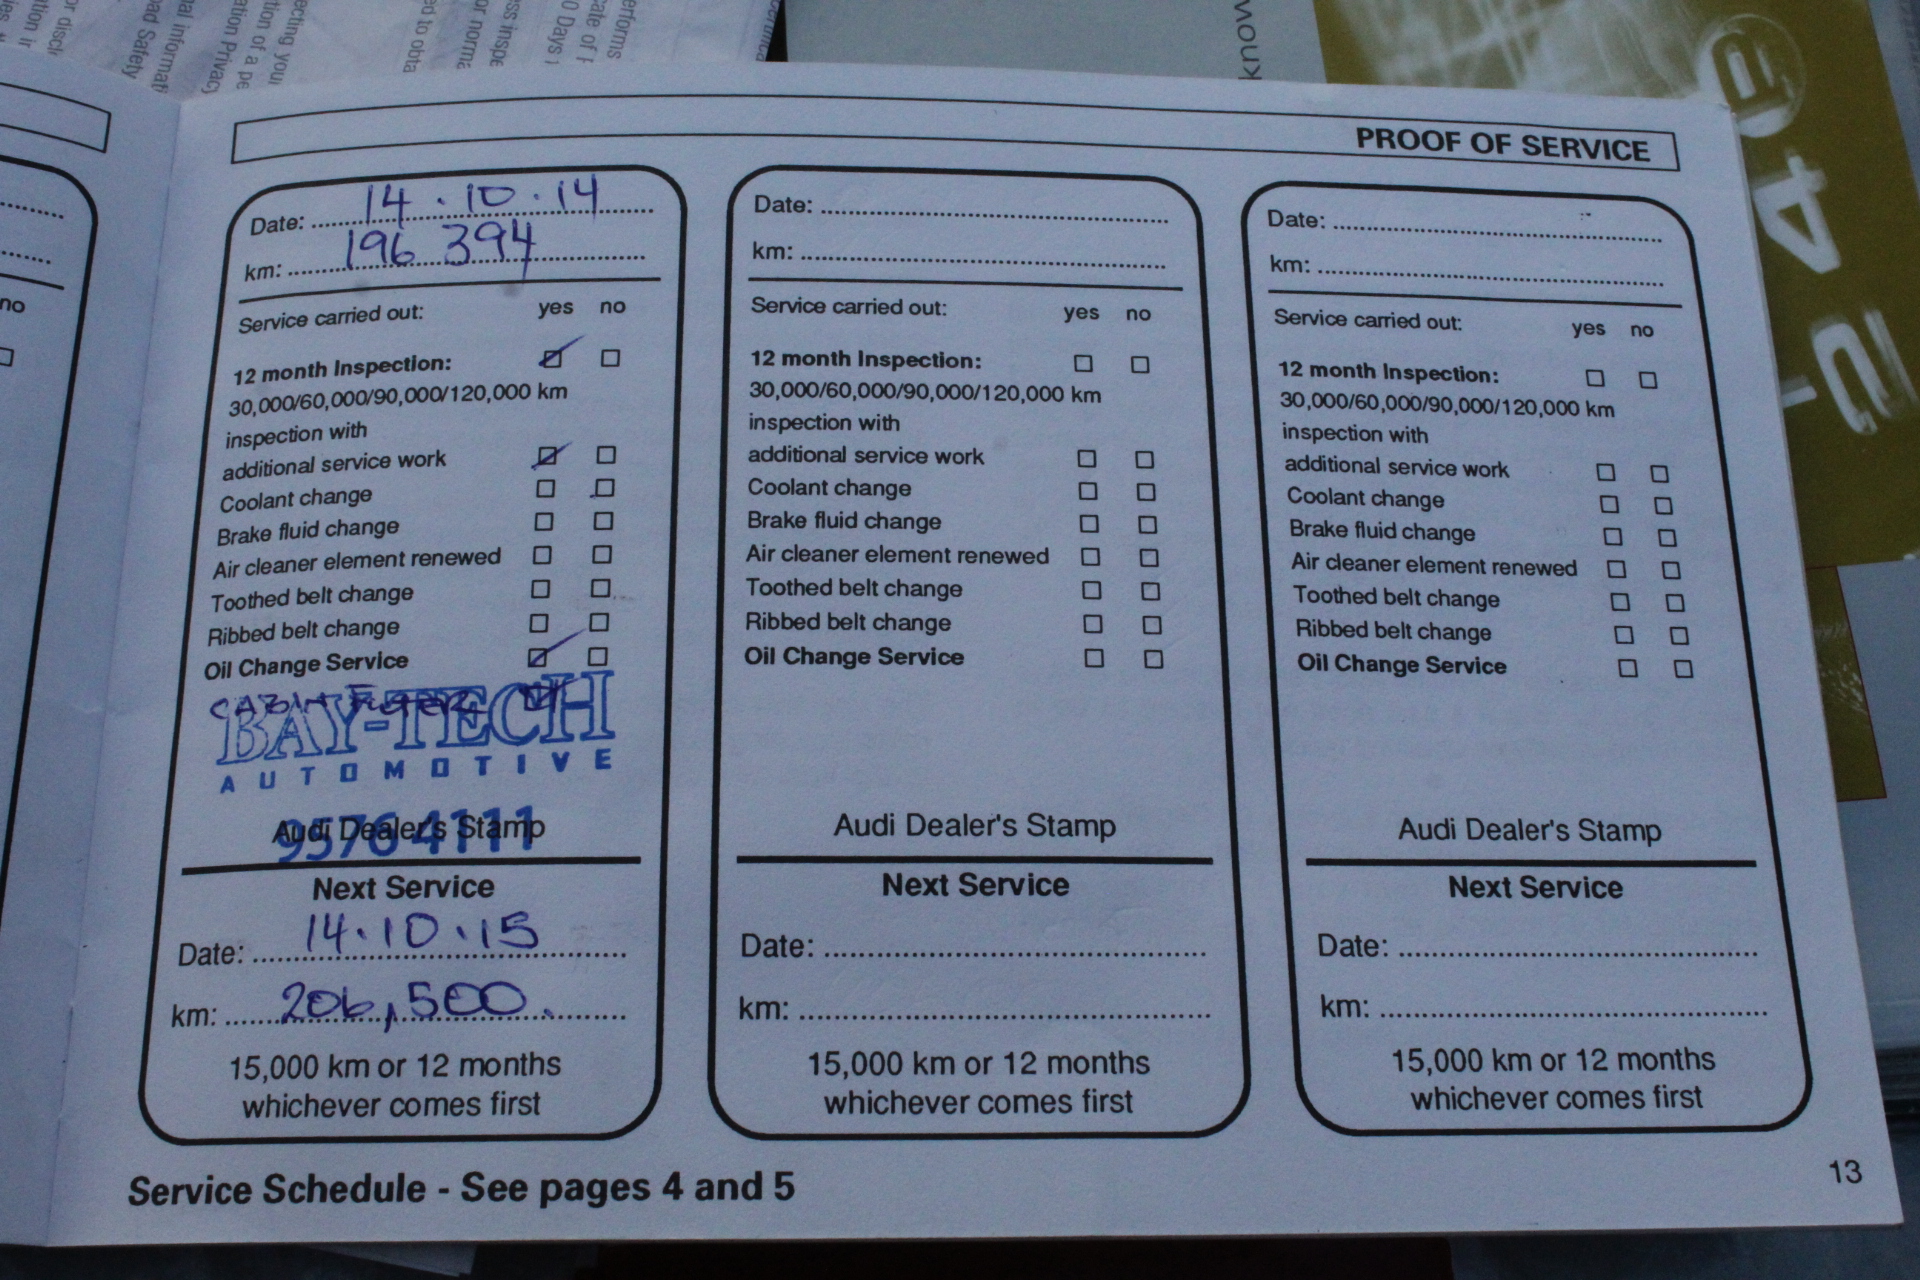 PROOF OF SERVICE
Date: 14.10.14
km: 196 394
Service carried out: yes no
12 month Inspection:
30,000/60,000/90,000/120,000 km
inspection with
additional service work
Coolant change
Brake fluid change
Air cleaner element renewed
Toothed belt change
Ribbed belt change
Oil Change Service
CABIN FILTER
BAY-TECH
AUTOMOTIVE
9576 4111
Audi Dealer's Stamp
Next Service
Date: 14.10.15
km: 206,500.
15,000 km or 12 months
whichever comes first
Date:
km:
Service carried out: yes no
12 month Inspection:
30,000/60,000/90,000/120,000 km
inspection with
additional service work
Coolant change
Brake fluid change
Air cleaner element renewed
Toothed belt change
Ribbed belt change
Oil Change Service
Audi Dealer's Stamp
Next Service
Date:
km:
15,000 km or 12 months
whichever comes first
Date:
km:
Service carried out: yes no
12 month Inspection:
30,000/60,000/90,000/120,000 km
inspection with
additional service work
Coolant change
Brake fluid change
Air cleaner element renewed
Toothed belt change
Ribbed belt change
Oil Change Service
Audi Dealer's Stamp
Next Service
Date:
km:
15,000 km or 12 months
whichever comes first
Service Schedule - See pages 4 and 5
13
no
know